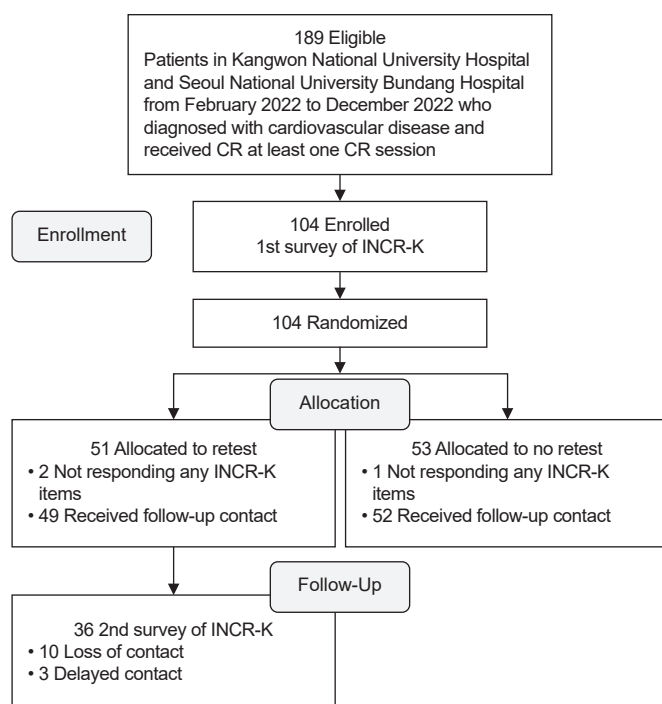 189 Eligible
Patients in Kangwon National University Hospital
and Seoul National University Bundang Hospital
from February 2022 to December 2022 who
diagnosed with cardiovascular disease and
received CR at least one CR session
Enrollment
104 Enrolled
1st survey of INCR-K
104 Randomized
Allocation
51 Allocated to retest
• 2 Not responding any INCR-K
items
• 49 Received follow-up contact
53 Allocated to no retest
• 1 Not responding any INCR-K
items
• 52 Received follow-up contact
Follow-Up
36 2nd survey of INCR-K
• 10 Loss of contact
• 3 Delayed contact